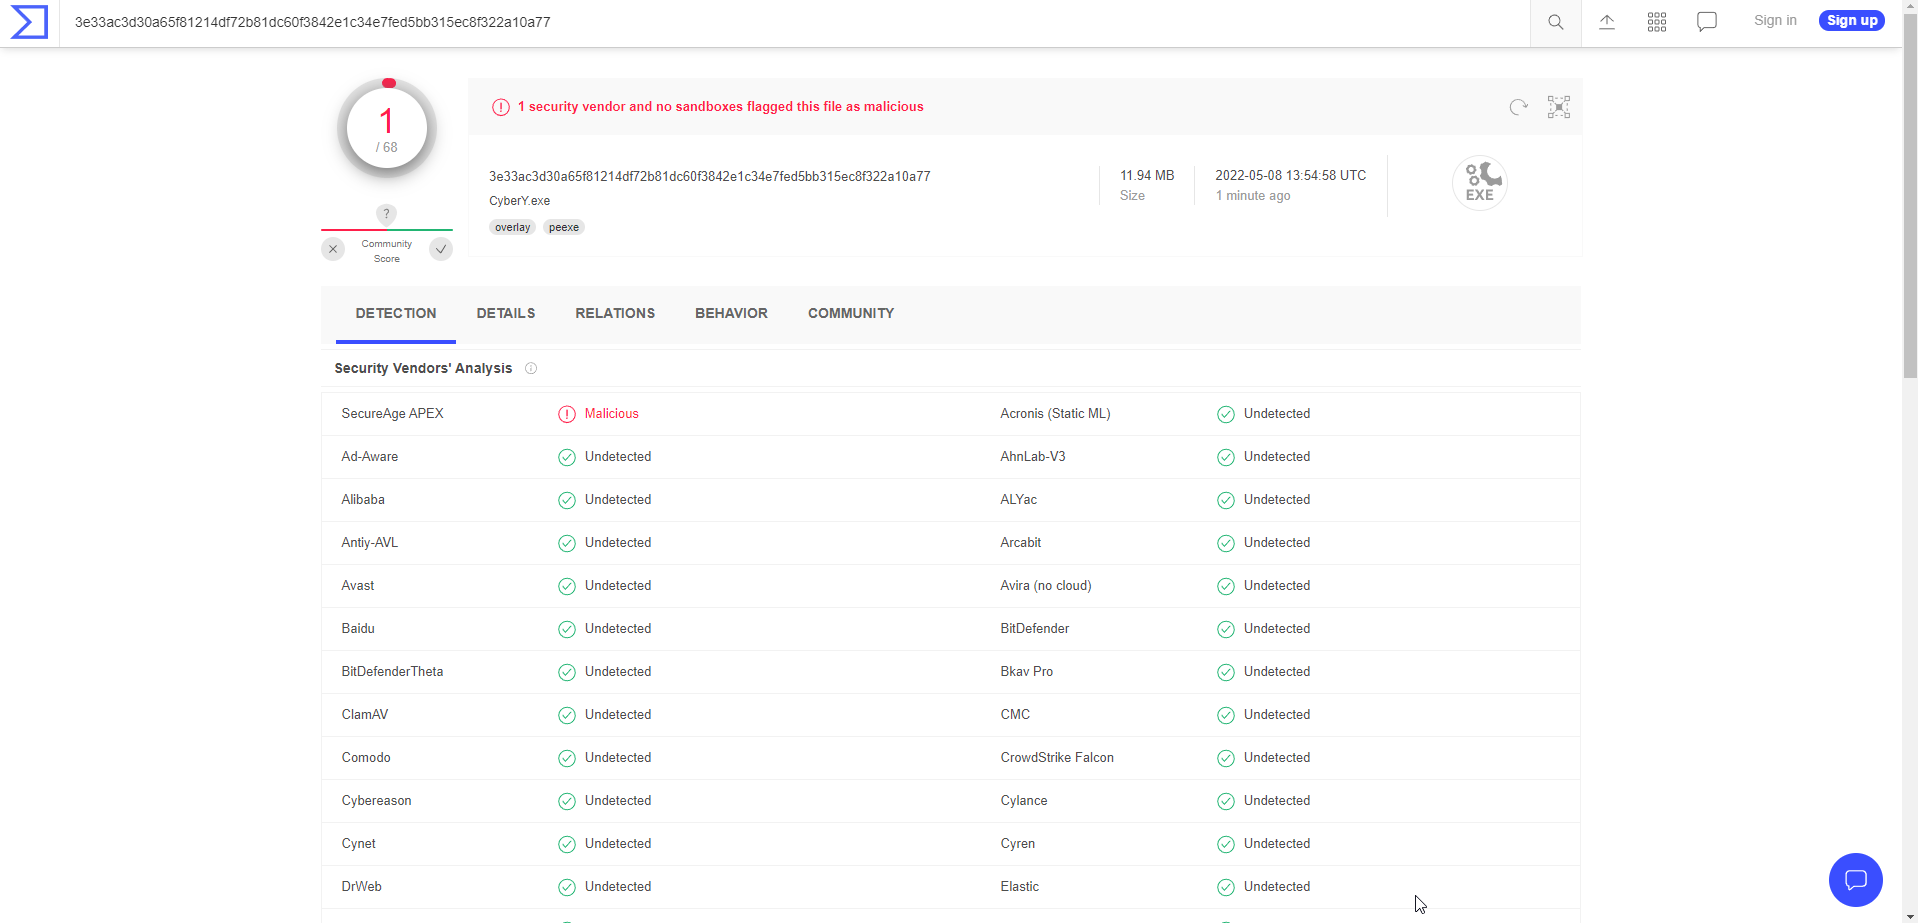 3e33ac3d30a65f81214df72b81dc60f3842e1c34e7fed5bb315ec8f322a10a77
Sign in
Sign up
1
/ 68
1 security vendor and no sandboxes flagged this file as malicious
3e33ac3d30a65f81214df72b81dc60f3842e1c34e7fed5bb315ec8f322a10a77
CyberY.exe
overlay peexe
11.94 MB
Size
2022-05-08 13:54:58 UTC
1 minute ago
EXE
?
Community
Score
DETECTION DETAILS RELATIONS BEHAVIOR COMMUNITY
Security Vendors' Analysis
SecureAge APEX Malicious Acronis (Static ML) Undetected
Ad-Aware Undetected AhnLab-V3 Undetected
Alibaba Undetected ALYac Undetected
Antiy-AVL Undetected Arcabit Undetected
Avast Undetected Avira (no cloud) Undetected
Baidu Undetected BitDefender Undetected
BitDefenderTheta Undetected Bkav Pro Undetected
ClamAV Undetected CMC Undetected
Comodo Undetected CrowdStrike Falcon Undetected
Cybereason Undetected Cylance Undetected
Cynet Undetected Cyren Undetected
DrWeb Undetected Elastic Undetected